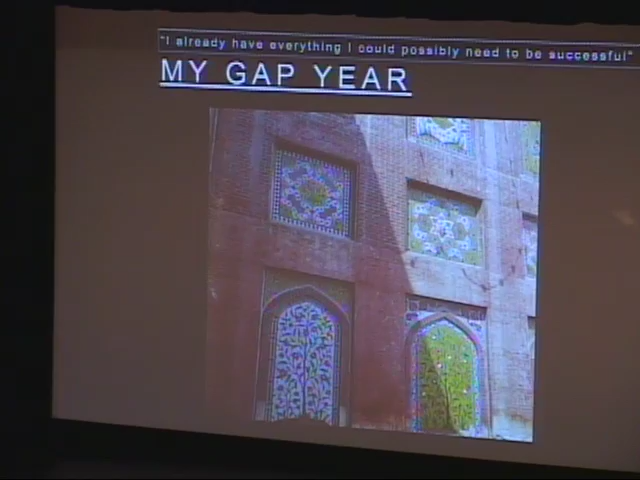 "I already have everything I could possibly need to be successful"
MY GAP YEAR